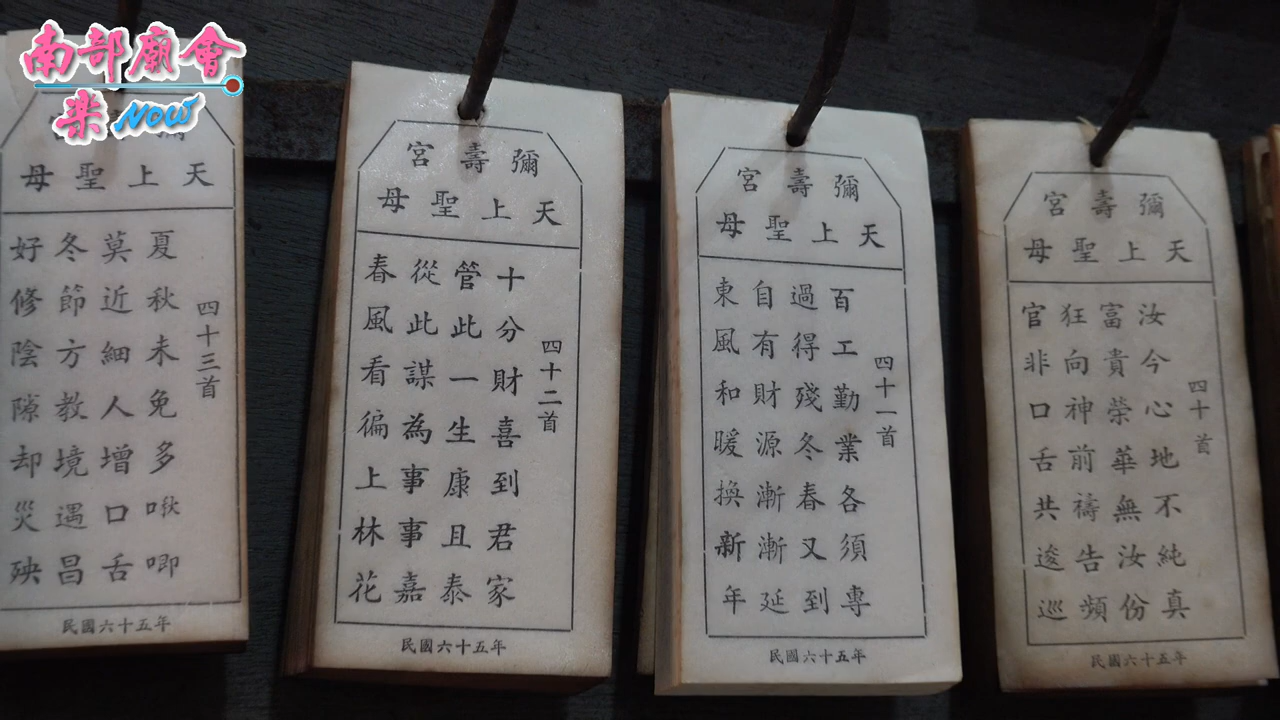 南部廟會
楽 Now
彌壽宮
天上聖母
四十首
汝今心地不純真
富貴榮華無汝份
狂向神前禱告頻
官非口舌共逡巡
民國六十五年
彌壽宮
天上聖母
四十一首
百工勤業各須專
過得殘冬春又到
自有財源漸漸延
東風和暖換新年
民國六十五年
彌壽宮
天上聖母
四十二首
十分財喜到君家
管此一生康且泰
從此謀為事事嘉
春風看徧上林花
民國六十五年
天上聖母
四十三首
夏秋未免多啾唧
莫近細人增口舌
冬節方教境遇昌
好修陰隙却災殃
民國六十五年